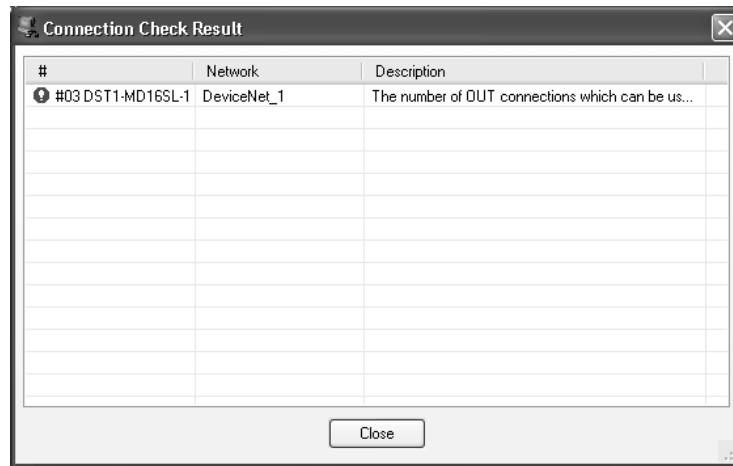 Connection Check Result
# Network Description
#03 DST1-MD16SL-1 DeviceNet_1 The number of OUT connections which can be us...
Close